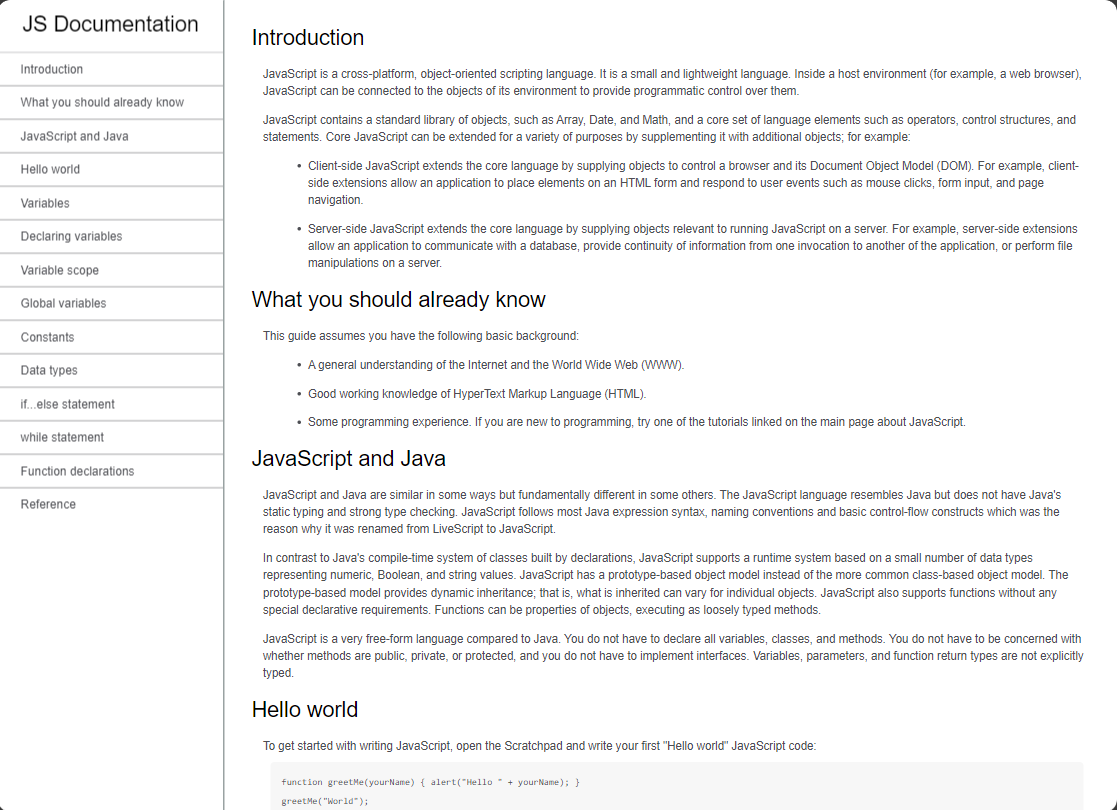 JS Documentation
Introduction
What you should already know
JavaScript and Java
Hello world
Variables
Declaring variables
Variable scope
Global variables
Constants
Data types
if...else statement
while statement
Function declarations
Reference
Introduction
JavaScript is a cross-platform, object-oriented scripting language. It is a small and lightweight language. Inside a host environment (for example, a web browser),
JavaScript can be connected to the objects of its environment to provide programmatic control over them.
JavaScript contains a standard library of objects, such as Array, Date, and Math, and a core set of language elements such as operators, control structures, and
statements. Core JavaScript can be extended for a variety of purposes by supplementing it with additional objects; for example:
• Client-side JavaScript extends the core language by supplying objects to control a browser and its Document Object Model (DOM). For example, client-
side extensions allow an application to place elements on an HTML form and respond to user events such as mouse clicks, form input, and page
navigation.
• Server-side JavaScript extends the core language by supplying objects relevant to running JavaScript on a server. For example, server-side extensions
allow an application to communicate with a database, provide continuity of information from one invocation to another of the application, or perform file
manipulations on a server.
What you should already know
This guide assumes you have the following basic background:
• A general understanding of the Internet and the World Wide Web (WWW).
• Good working knowledge of HyperText Markup Language (HTML).
• Some programming experience. If you are new to programming, try one of the tutorials linked on the main page about JavaScript.
JavaScript and Java
JavaScript and Java are similar in some ways but fundamentally different in some others. The JavaScript language resembles Java but does not have Java's
static typing and strong type checking. JavaScript follows most Java expression syntax, naming conventions and basic control-flow constructs which was the
reason why it was renamed from LiveScript to JavaScript.
In contrast to Java's compile-time system of classes built by declarations, JavaScript supports a runtime system based on a small number of data types
representing numeric, Boolean, and string values. JavaScript has a prototype-based object model instead of the more common class-based object model. The
prototype-based model provides dynamic inheritance; that is, what is inherited can vary for individual objects. JavaScript also supports functions without any
special declarative requirements. Functions can be properties of objects, executing as loosely typed methods.
JavaScript is a very free-form language compared to Java. You do not have to declare all variables, classes, and methods. You do not have to be concerned with
whether methods are public, private, or protected, and you do not have to implement interfaces. Variables, parameters, and function return types are not explicitly
typed.
Hello world
To get started with writing JavaScript, open the Scratchpad and write your first "Hello world" JavaScript code:
function greetMe(yourName) { alert("Hello " + yourName); }
greetMe("World");